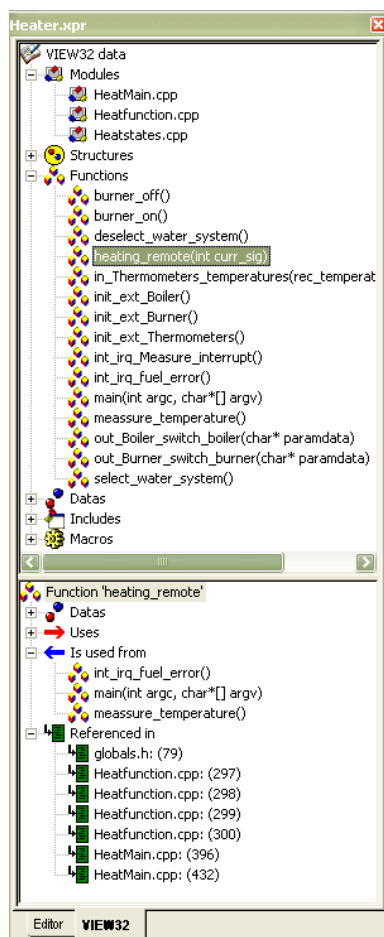 Heater.xpr
VIEW32 data
Modules
HeatMain.cpp
Heatfunction.cpp
Heatstates.cpp
Structures
Functions
burner_off()
burner_on()
deselect_water_system()
heating_remote(int curr_sig)
in_Thermometers_temperatures(rec_temperat
init_ext_Boiler()
init_ext_Burner()
init_ext_Thermometers()
int_irq_Measure_interrupt()
int_irq_fuel_error()
main(int argc, char*[] argv)
meassure_temperature()
out_Boiler_switch_boiler(char* paramdata)
out_Burner_switch_burner(char* paramdata)
select_water_system()
Datas
Includes
Macros
Function 'heating_remote'
Datas
Uses
Is used from
int_irq_fuel_error()
main(int argc, char*[] argv)
meassure_temperature()
Referenced in
globals.h: (79)
Heatfunction.cpp: (297)
Heatfunction.cpp: (298)
Heatfunction.cpp: (299)
Heatfunction.cpp: (300)
HeatMain.cpp: (396)
HeatMain.cpp: (432)
Editor VIEW32